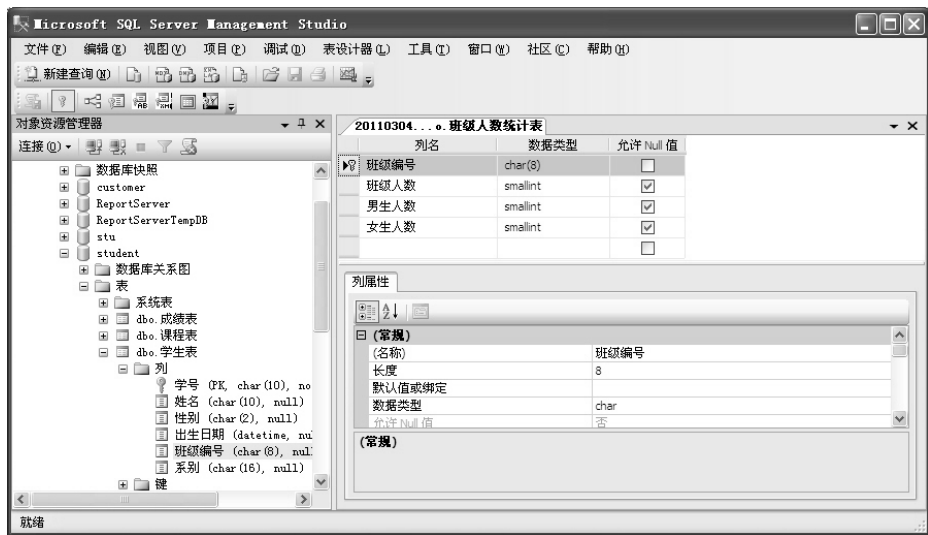 Microsoft SQL Server Management Studio
文件(F) 编辑(E) 视图(V) 项目(P) 调试(D) 表设计器(L) 工具(T) 窗口(W) 社区(C) 帮助(H)
新建查询(N)
对象资源管理器
连接(O)
数据库快照
customer
ReportServer
ReportServerTempDB
stu
student
数据库关系图
表
系统表
dbo.成绩表
dbo.课程表
dbo.学生表
列
学号 (PK, char(10), no
姓名 (char(10), null)
性别 (char(2), null)
出生日期 (datetime, nu
班级编号 (char(8), nul
系别 (char(16), null)
键
20110304...o.班级人数统计表
列名 数据类型 允许 Null 值
班级编号 char(8)
班级人数 smallint
男生人数 smallint
女生人数 smallint
列属性
(常规)
(名称) 班级编号
长度 8
默认值或绑定
数据类型 char
允许 Null 值 否
(常规)
就绪